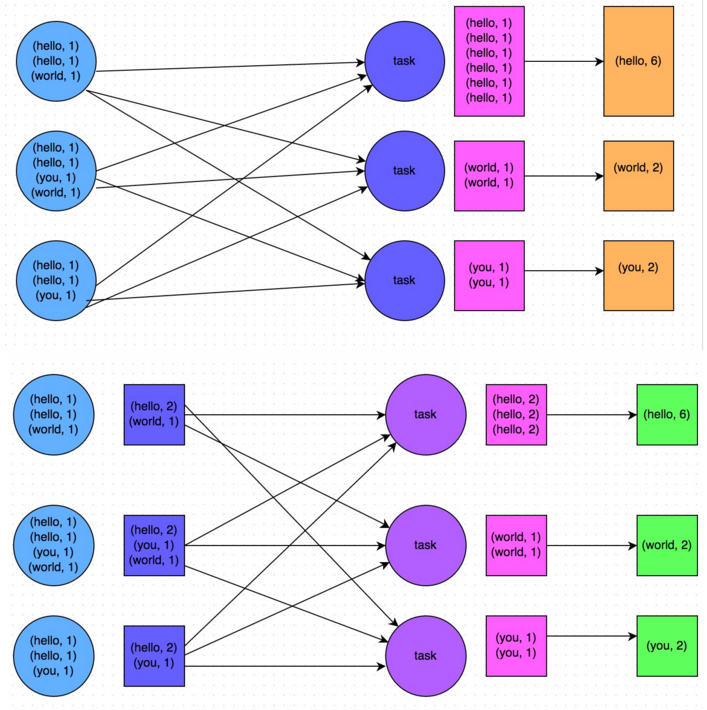 (hello, 1)
(hello, 1)
(world, 1)
task
(hello, 1)
(hello, 1)
(hello, 1)
(hello, 1)
(hello, 1)
(hello, 1)
(hello, 6)
(hello, 1)
(hello, 1)
(you, 1)
(world, 1)
task
(world, 1)
(world, 1)
(world, 2)
(hello, 1)
(hello, 1)
(you, 1)
task
(you, 1)
(you, 1)
(you, 2)
(hello, 1)
(hello, 1)
(world, 1)
(hello, 2)
(world, 1)
task
(hello, 2)
(hello, 2)
(hello, 2)
(hello, 6)
(hello, 1)
(hello, 1)
(you, 1)
(world, 1)
(hello, 2)
(you, 1)
(world, 1)
task
(world, 1)
(world, 1)
(world, 2)
(hello, 1)
(hello, 1)
(you, 1)
(hello, 2)
(you, 1)
task
(you, 1)
(you, 1)
(you, 2)